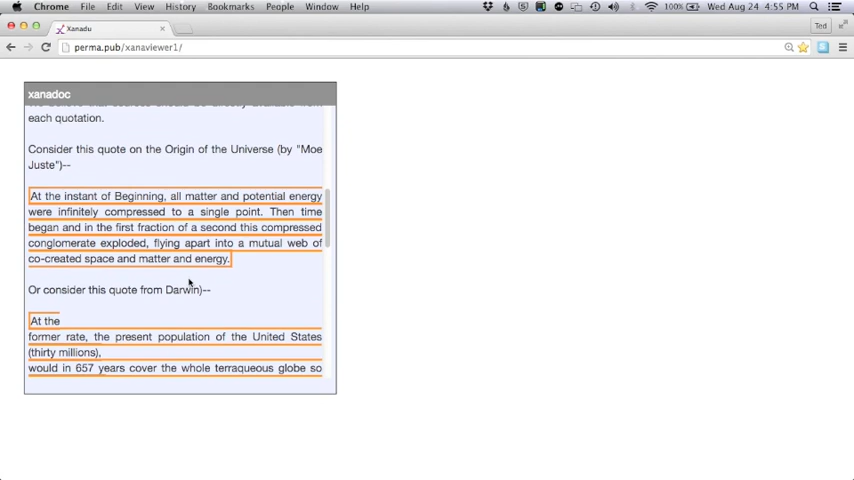 Chrome File Edit View History Bookmarks People Window Help 100% Wed Aug 24 4:55 PM
Xanadu
Ted
perma.pub/xanaviewer1/
xanadoc
each quotation.
Consider this quote on the Origin of the Universe (by "Moe
Juste")--
At the instant of Beginning, all matter and potential energy
were infinitely compressed to a single point. Then time
began and in the first fraction of a second this compressed
conglomerate exploded, flying apart into a mutual web of
co-created space and matter and energy.
Or consider this quote from Darwin)--
At the
former rate, the present population of the United States
(thirty millions),
would in 657 years cover the whole terraqueous globe so